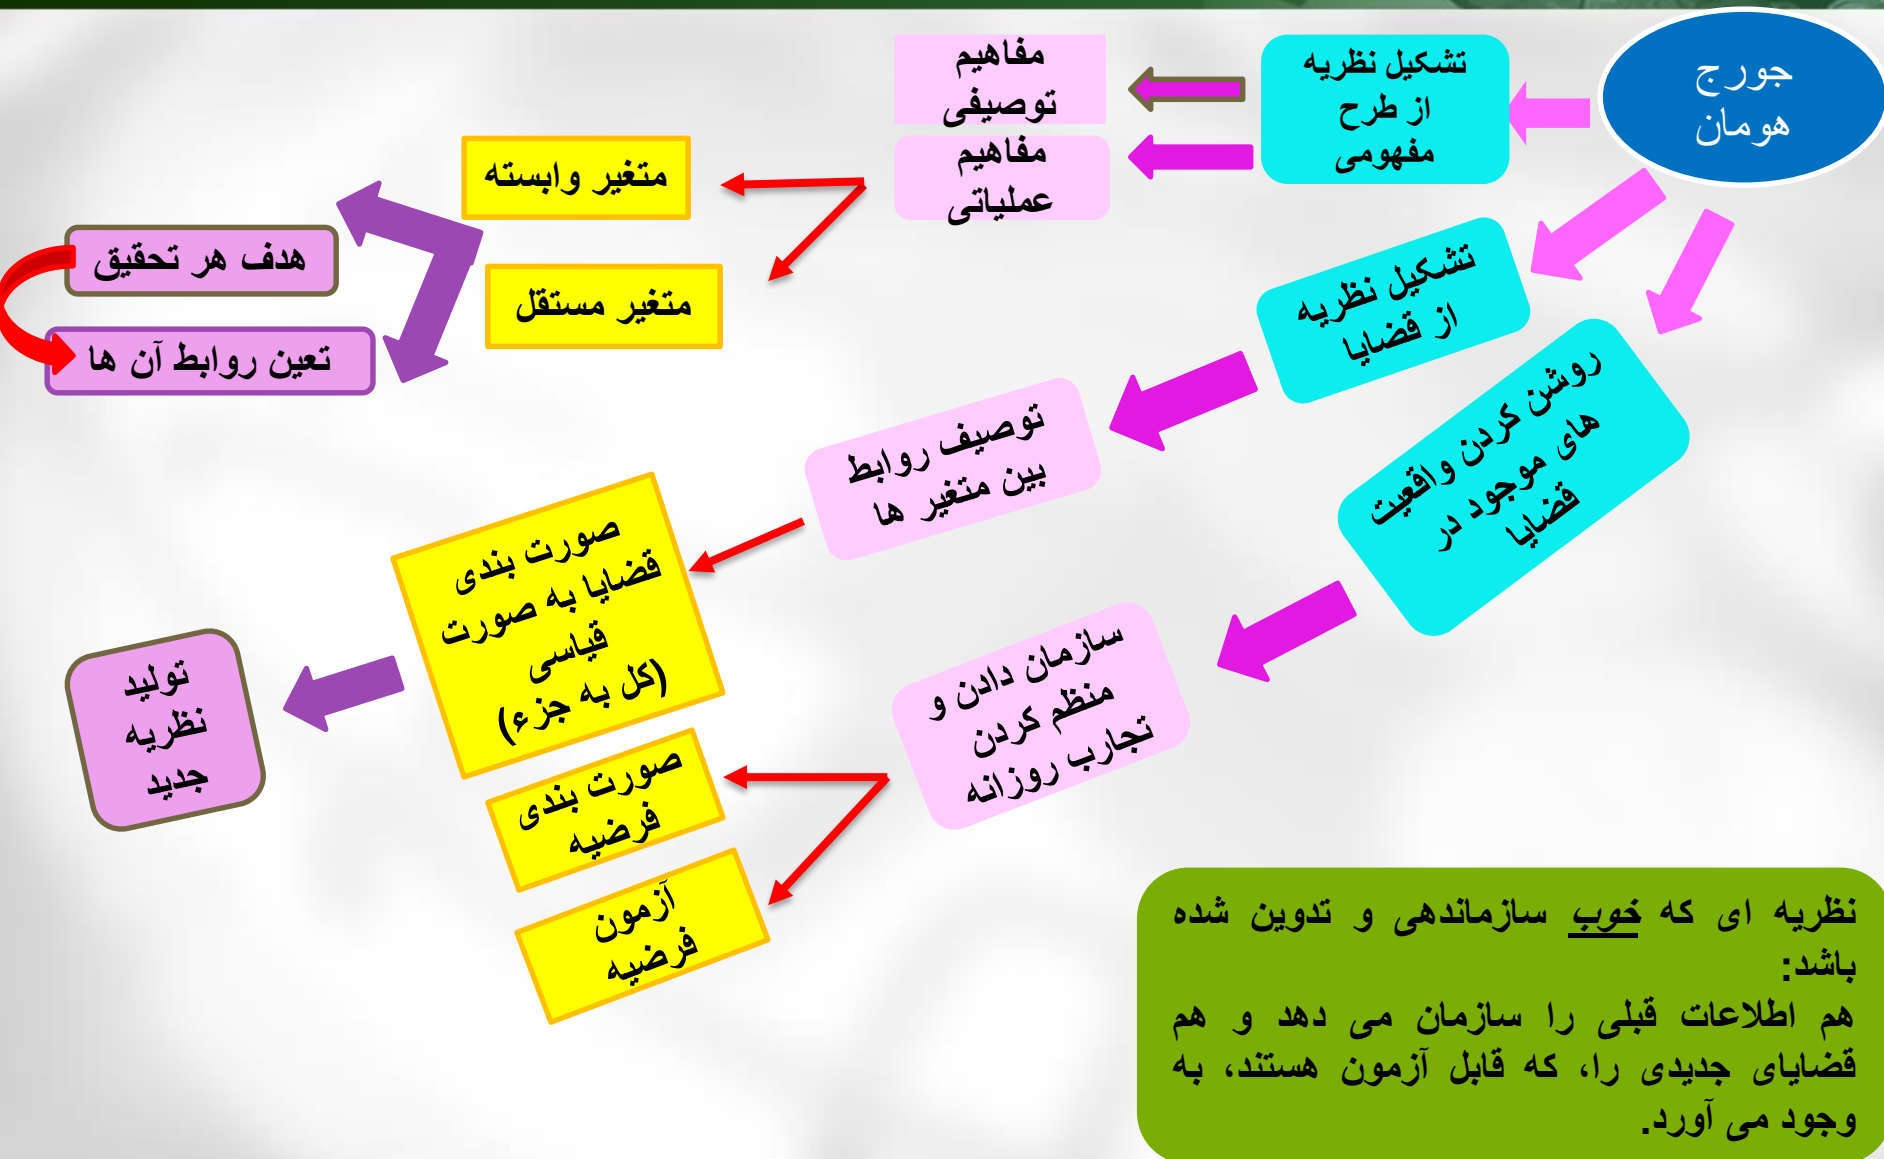 جورج
هومان
تشکیل نظریه
از طرح
مفهومی
مفاهیم
توصیفی
مفاهیم
عملیاتی
متغیر وابسته
متغیر مستقل
هدف هر تحقیق
تعین روابط آن ها
تشکیل نظریه
از قضایا
توصیف روابط
بین متغیر ها
صورت بندی
قضایا به صورت
قیاسی
(کل به جزء)
تولید
نظریه
جدید
روشن کردن واقعیت
های موجود در
قضایا
سازمان دادن و
منظم کردن
تجارب روزانه
صورت بندی
فرضیه
آزمون
فرضیه
نظریه ای که خوب سازماندهی و تدوین شده
باشد:
هم اطلاعات قبلی را سازمان می دهد و هم
قضایای جدیدی را، که قابل آزمون هستند، به
وجود می آورد.